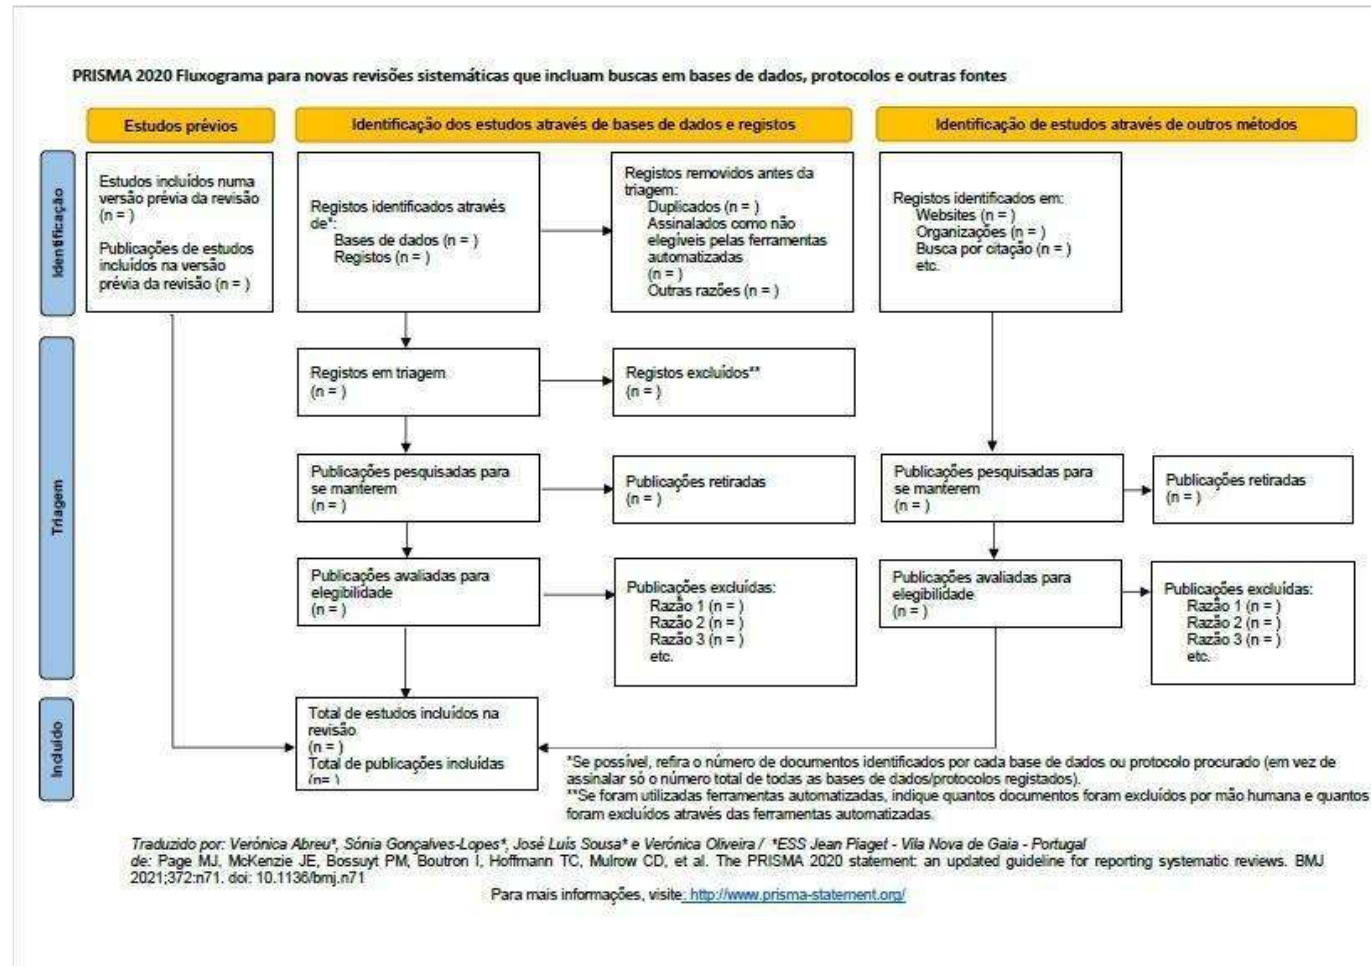 PRISMA 2020 Fluxograma para novas revisões sistemáticas que incluam buscas em bases de dados, protocolos e outras fontes
Estudos prévios
Identificação dos estudos através de bases de dados e registos
Identificação de estudos através de outros métodos
Identificação
Estudos incluídos numa
versão prévia da revisão
(n = )
Publicações de estudos
incluídos na versão
prévia da revisão (n = )
Registos identificados através
de*:
Bases de dados (n = )
Registos (n = )
Registos removidos antes da
triagem:
Duplicados (n = )
Assinalados como não
elegíveis pelas ferramentas
automatizadas
(n = )
Outras razões (n = )
Registos identificados em:
Websites (n = )
Organizações (n = )
Busca por citação (n = )
etc.
Triagem
Registos em triagem
(n = )
Registos excluídos**
(n = )
Publicações pesquisadas para
se manterem
(n = )
Publicações retiradas
(n = )
Publicações pesquisadas para
se manterem
(n = )
Publicações retiradas
(n = )
Publicações avaliadas para
elegibilidade
(n = )
Publicações excluídas:
Razão 1 (n = )
Razão 2 (n = )
Razão 3 (n = )
etc.
Publicações avaliadas para
elegibilidade
(n = )
Publicações excluídas:
Razão 1 (n = )
Razão 2 (n = )
Razão 3 (n = )
etc.
Incluído
Total de estudos incluídos na
revisão
(n = )
Total de publicações incluídas
(n= )
*Se possível, refira o número de documentos identificados por cada base de dados ou protocolo procurado (em vez de
assinalar só o número total de todas as bases de dados/protocolos registados).
**Se foram utilizadas ferramentas automatizadas, indique quantos documentos foram excluídos por mão humana e quantos
foram excluídos através das ferramentas automatizadas.
Traduzido por: Verónica Abreu*, Sónia Gonçalves-Lopes*, José Luís Sousa* e Verónica Oliveira / *ESS Jean Piaget - Vila Nova de Gaia - Portugal
de: Page MJ, McKenzie JE, Bossuyt PM, Boutron I, Hoffmann TC, Mulrow CD, et al. The PRISMA 2020 statement: an updated guideline for reporting systematic reviews. BMJ
2021;372:n71. doi: 10.1136/bmj.n71
Para mais informações, visite: http://www.prisma-statement.org/